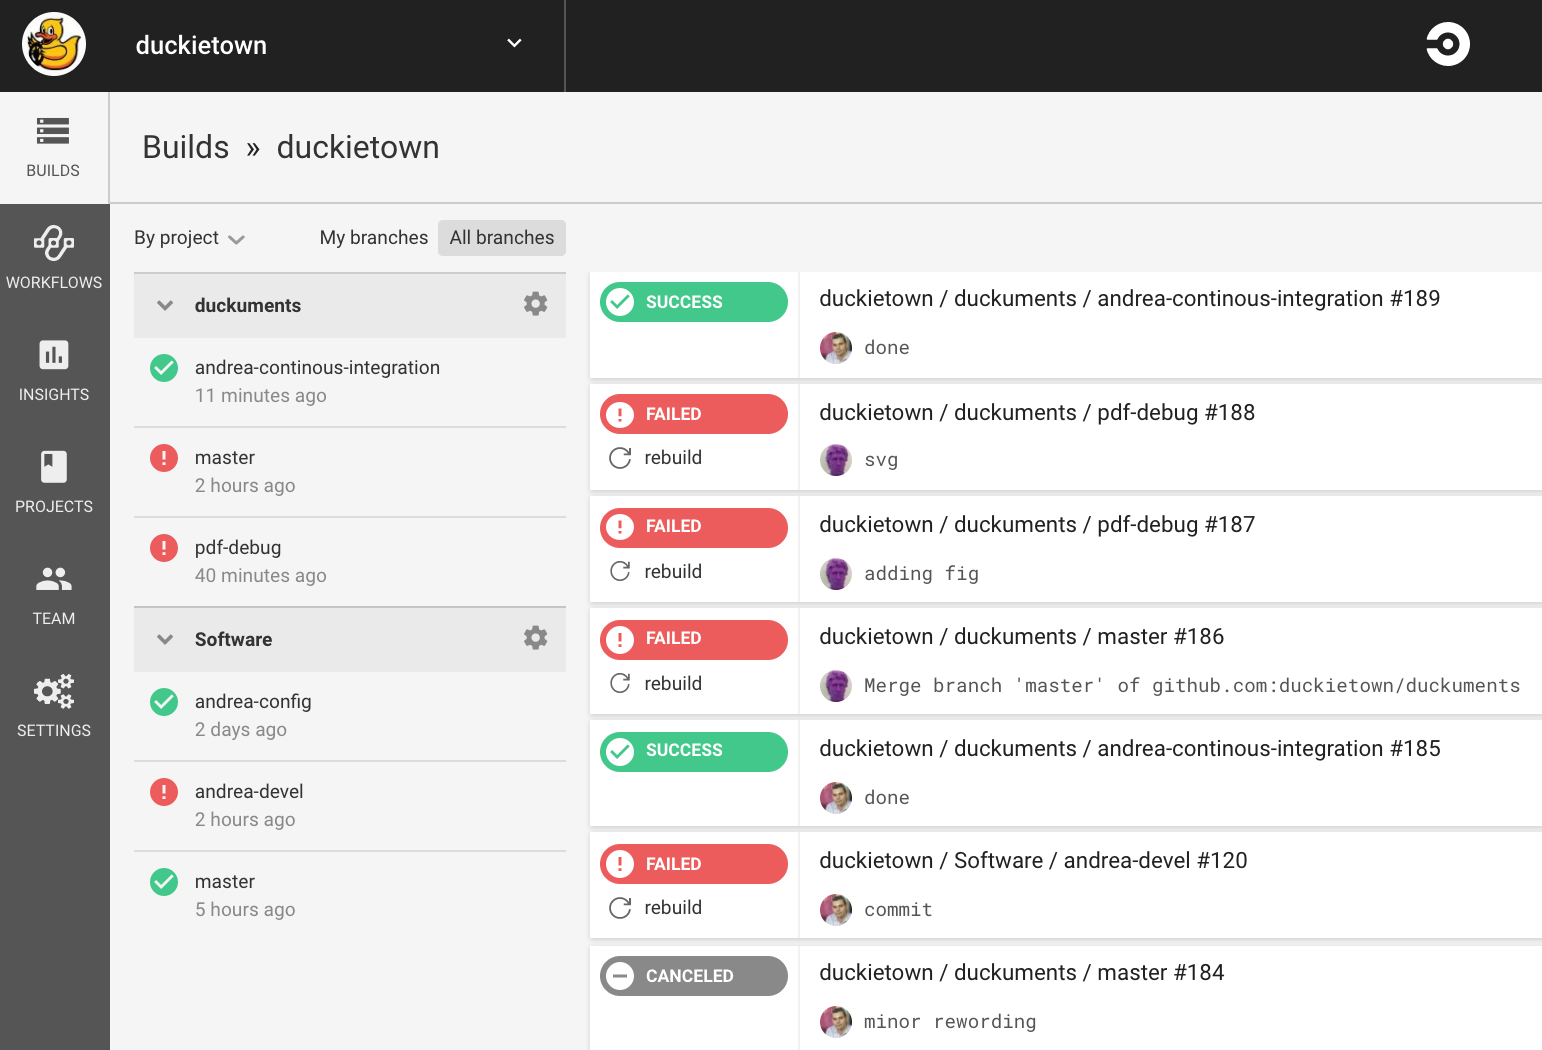 duckietown
BUILDS
WORKFLOWS
INSIGHTS
PROJECTS
TEAM
SETTINGS
Builds » duckietown
By project My branches All branches
duckuments
andrea-continous-integration
11 minutes ago
master
2 hours ago
pdf-debug
40 minutes ago
Software
andrea-config
2 days ago
andrea-devel
2 hours ago
master
5 hours ago
SUCCESS duckietown / duckuments / andrea-continous-integration #189
done
FAILED duckietown / duckuments / pdf-debug #188
rebuild svg
FAILED duckietown / duckuments / pdf-debug #187
rebuild adding fig
FAILED duckietown / duckuments / master #186
rebuild Merge branch 'master' of github.com:duckietown/duckuments
SUCCESS duckietown / duckuments / andrea-continous-integration #185
done
FAILED duckietown / Software / andrea-devel #120
rebuild commit
CANCELED duckietown / duckuments / master #184
minor rewording